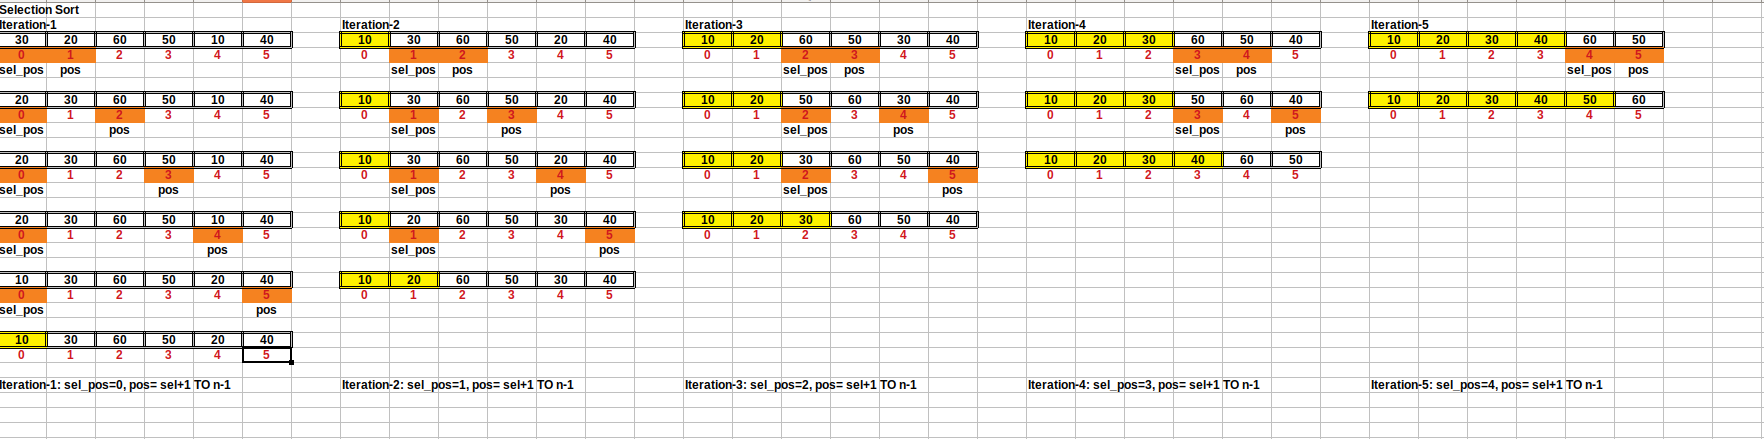 Selection Sort
Iteration-1 Iteration-2 Iteration-3 Iteration-4 Iteration-5
30 20 60 50 10 40 10 30 60 50 20 40 10 20 60 50 30 40 10 20 30 60 50 40 10 20 30 40 60 50
0 1 2 3 4 5 0 1 2 3 4 5 0 1 2 3 4 5 0 1 2 3 4 5 0 1 2 3 4 5
sel_pos pos sel_pos pos sel_pos pos sel_pos pos sel_pos pos
20 30 60 50 10 40 10 30 60 50 20 40 10 20 50 60 30 40 10 20 30 50 60 40 10 20 30 40 50 60
0 1 2 3 4 5 0 1 2 3 4 5 0 1 2 3 4 5 0 1 2 3 4 5 0 1 2 3 4 5
sel_pos pos sel_pos pos sel_pos pos sel_pos pos
20 30 60 50 10 40 10 30 60 50 20 40 10 20 30 60 50 40 10 20 30 40 60 50
0 1 2 3 4 5 0 1 2 3 4 5 0 1 2 3 4 5 0 1 2 3 4 5
sel_pos pos sel_pos pos sel_pos pos
20 30 60 50 10 40 10 20 60 50 30 40 10 20 30 60 50 40
0 1 2 3 4 5 0 1 2 3 4 5 0 1 2 3 4 5
sel_pos pos sel_pos pos
10 30 60 50 20 40 10 20 60 50 30 40
0 1 2 3 4 5 0 1 2 3 4 5
sel_pos pos
10 30 60 50 20 40
0 1 2 3 4 5
Iteration-1: sel_pos=0, pos= sel+1 TO n-1 Iteration-2: sel_pos=1, pos= sel+1 TO n-1 Iteration-3: sel_pos=2, pos= sel+1 TO n-1 Iteration-4: sel_pos=3, pos= sel+1 TO n-1 Iteration-5: sel_pos=4, pos= sel+1 TO n-1